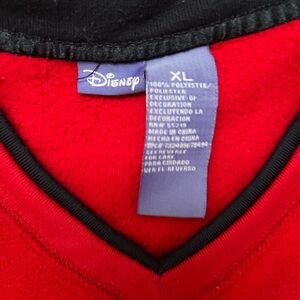 Disney
XL
100% POLYESTER/
POLIESTER
EXCLUSIVE OF
DECORATION
EXCLUYENDO LA
DECORACION
MADE IN CHINA
HECHO EN CHINA
SEE REVERSE
FOR CARE
PARA CUIDADO
VER EL REVERSO